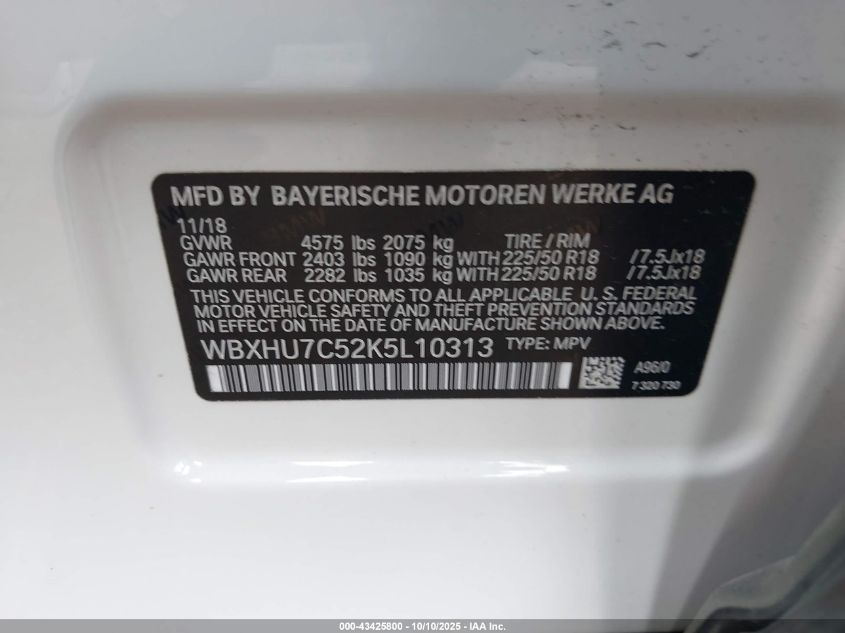 MFD BY BAYERISCHE MOTOREN WERKE AG
11/18
GVWR 4575 lbs 2075 kg TIRE / RIM
GAWR FRONT 2403 lbs 1090 kg WITH 225/50 R18 /7.5Jx18
GAWR REAR 2282 lbs 1035 kg WITH 225/50 R18 /7.5Jx18
THIS VEHICLE CONFORMS TO ALL APPLICABLE U. S. FEDERAL
MOTOR VEHICLE SAFETY AND THEFT PREVENTION STANDARDS
IN EFFECT ON THE DATE OF MANUFACTURE SHOWN ABOVE.
WBXHU7C52K5L10313 TYPE: MPV
A96/0
7 320 730
000-43425800 - 10/10/2025 - IAA Inc.